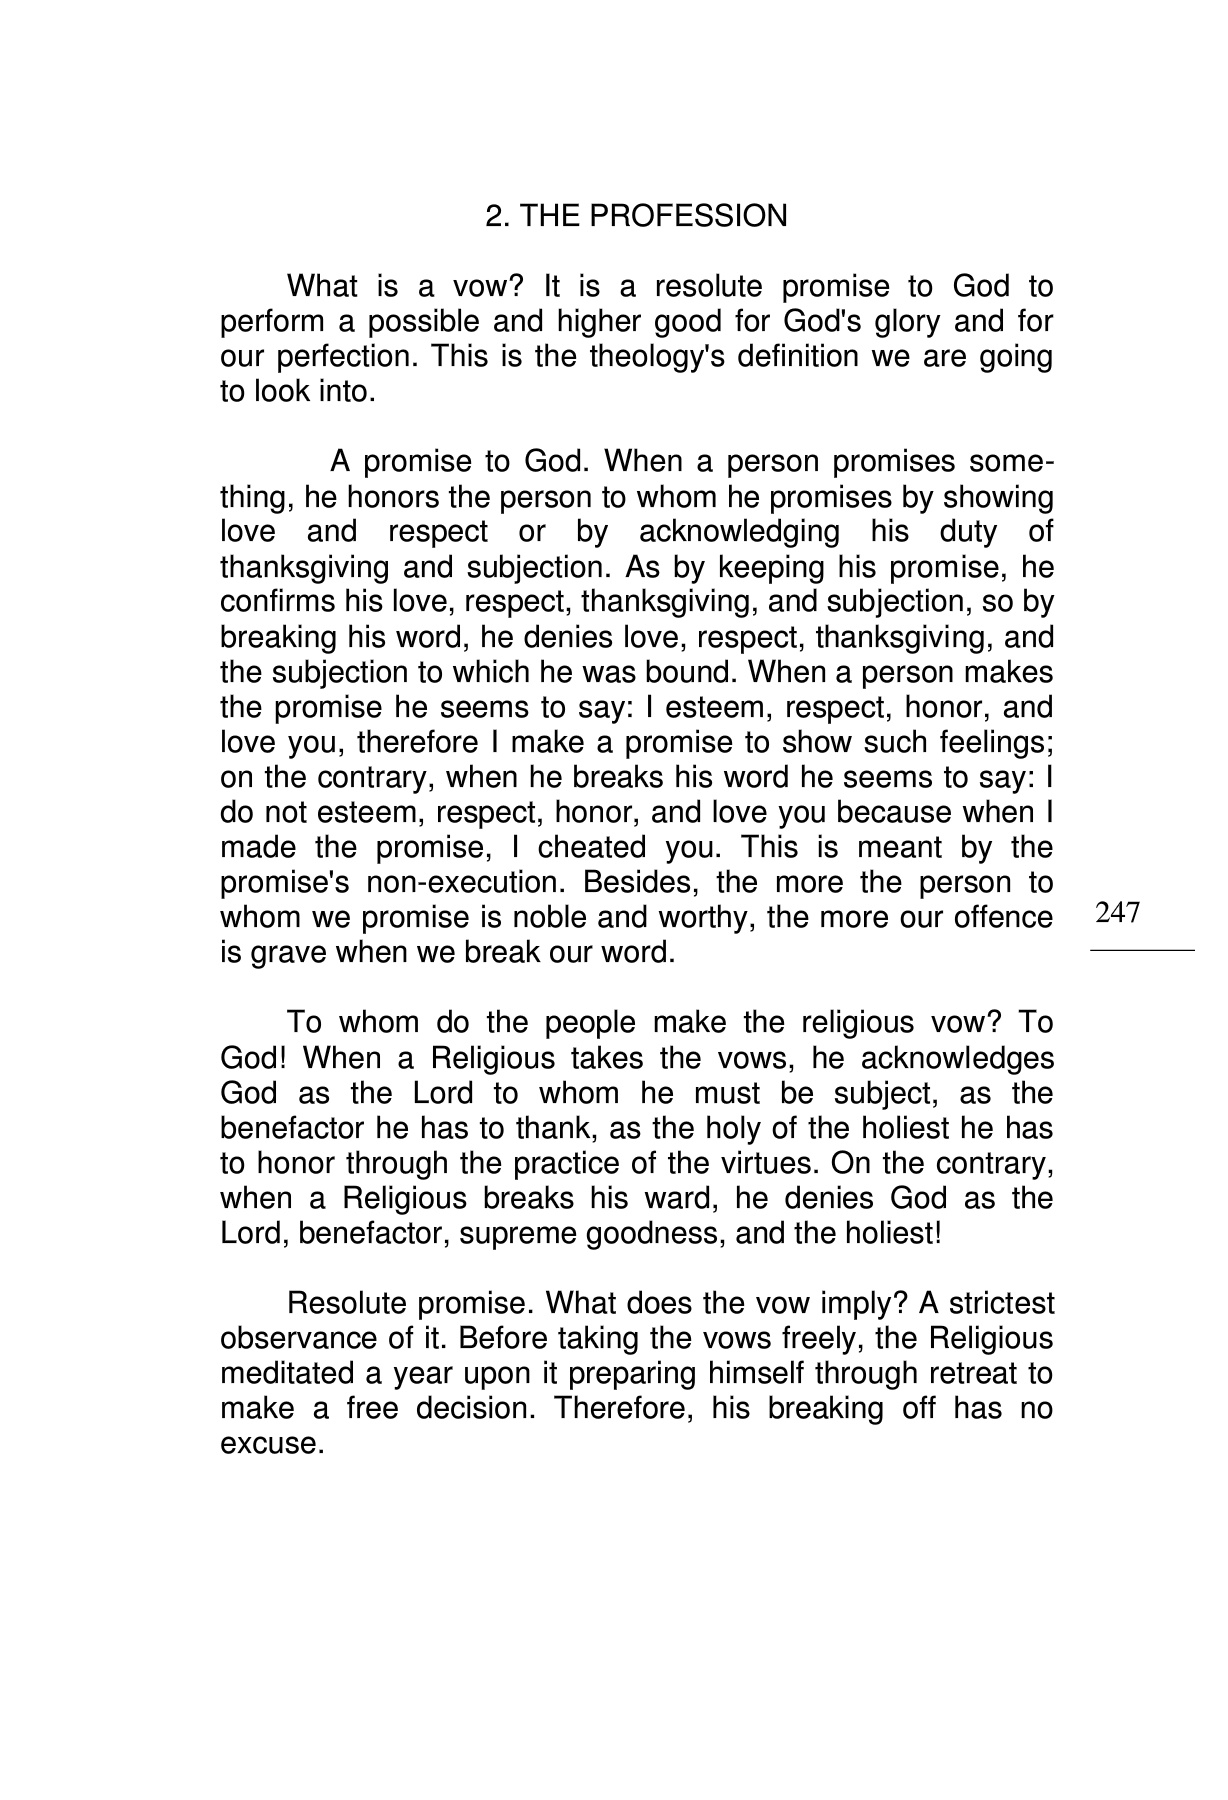 2. THE PROFESSION
What is a vow? It is a resolute promise to God to
perform a possible and higher good for God's glory and for
our perfection. This is the theology's definition we are going
to look into.
A promise to God. When a person promises some-
thing, he honors the person to whom he promises by showing
love and respect or by acknowledging his duty of
thanksgiving and subjection. As by keeping his promise, he
confirms his love, respect, thanksgiving, and subjection, so by
breaking his word, he denies love, respect, thanksgiving, and
the subjection to which he was bound. When a person makes
the promise he seems to say: I esteem, respect, honor, and
love you, therefore I make a promise to show such feelings;
on the contrary, when he breaks his word he seems to say: I
do not esteem, respect, honor, and love you because when I
made the promise, I cheated you. This is meant by the
promise's non-execution. Besides, the more the person to
whom we promise is noble and worthy, the more our offence
is grave when we break our word.
247
To whom do the people make the religious vow? To
God! When a Religious takes the vows, he acknowledges
God as the Lord to whom he must be subject, as the
benefactor he has to thank, as the holy of the holiest he has
to honor through the practice of the virtues. On the contrary,
when a Religious breaks his ward, he denies God as the
Lord, benefactor, supreme goodness, and the holiest!
Resolute promise. What does the vow imply? A strictest
observance of it. Before taking the vows freely, the Religious
meditated a year upon it preparing himself through retreat to
make a free decision. Therefore, his breaking off has no
excuse.